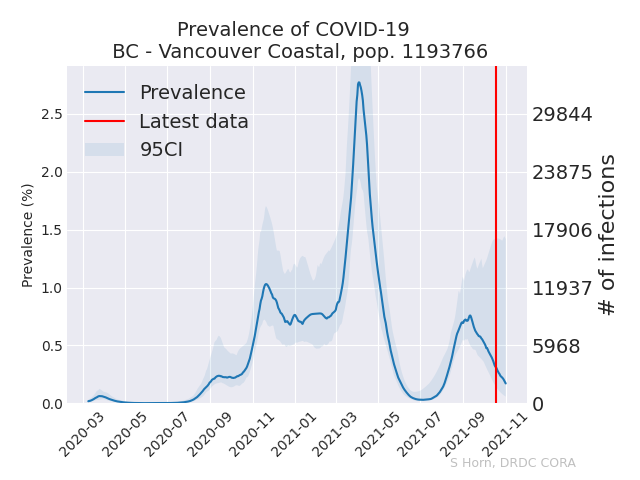 Prevalence of COVID-19
BC - Vancouver Coastal, pop. 1193766
Prevalence
Latest data
95CI
Prevalence (%)
2.5
2.0
1.5
1.0
0.5
0.0
29844
23875
17906
11937
5968
0
# of infections
2020-03
2020-05
2020-07
2020-09
2020-11
2021-01
2021-03
2021-05
2021-07
2021-09
2021-11
S Horn, DRDC CORA